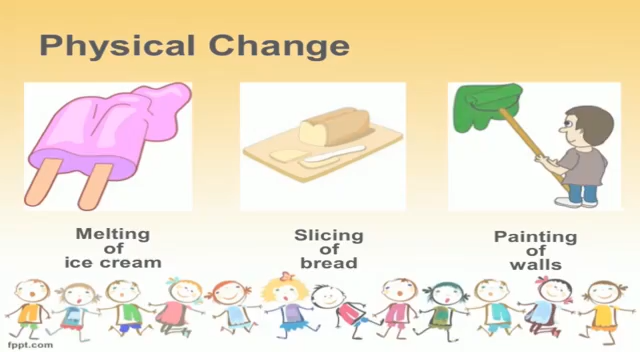 Physical Change
Melting
of
ice cream
Slicing
of
bread
Painting
of
walls
fppt.com